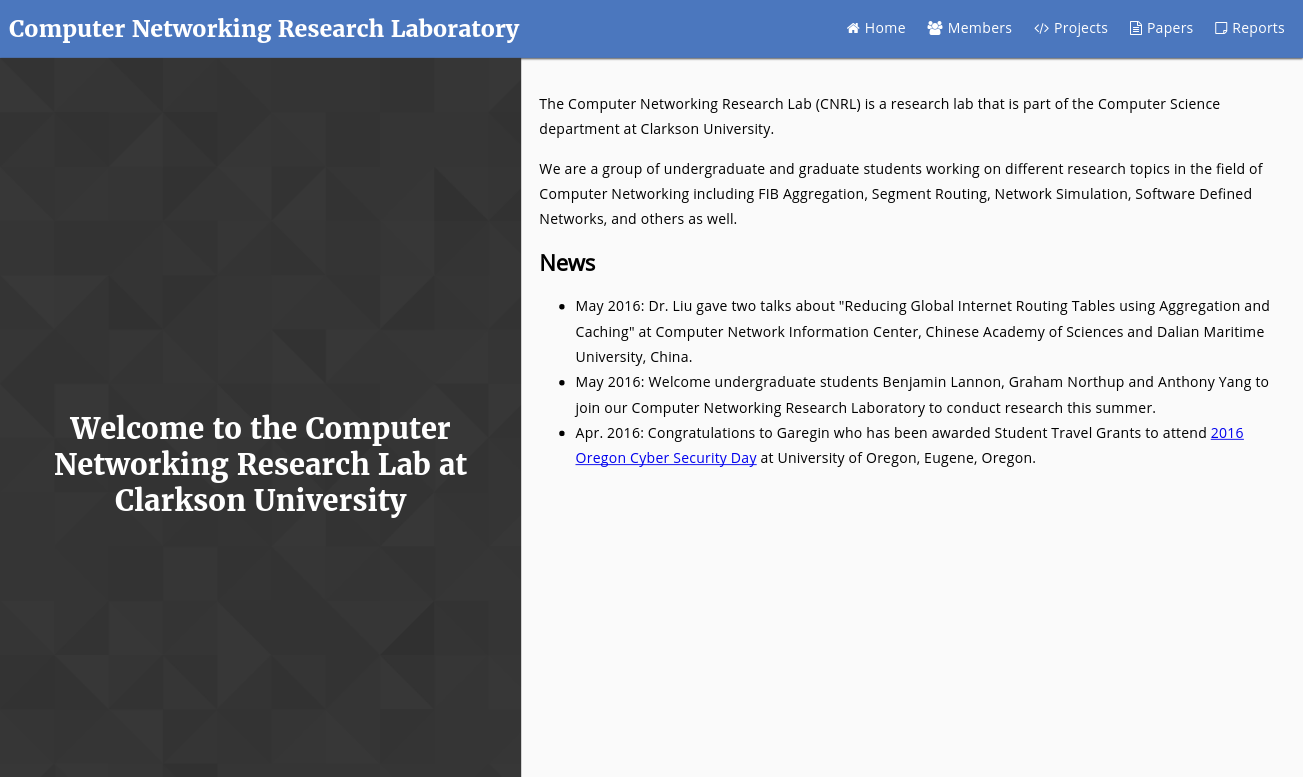 Computer Networking Research Laboratory
Home Members Projects Papers Reports
Welcome to the Computer
Networking Research Lab at
Clarkson University
The Computer Networking Research Lab (CNRL) is a research lab that is part of the Computer Science
department at Clarkson University.
We are a group of undergraduate and graduate students working on different research topics in the field of
Computer Networking including FIB Aggregation, Segment Routing, Network Simulation, Software Defined
Networks, and others as well.
News
May 2016: Dr. Liu gave two talks about "Reducing Global Internet Routing Tables using Aggregation and
Caching" at Computer Network Information Center, Chinese Academy of Sciences and Dalian Maritime
University, China.
May 2016: Welcome undergraduate students Benjamin Lannon, Graham Northup and Anthony Yang to
join our Computer Networking Research Laboratory to conduct research this summer.
Apr. 2016: Congratulations to Garegin who has been awarded Student Travel Grants to attend 2016
Oregon Cyber Security Day at University of Oregon, Eugene, Oregon.